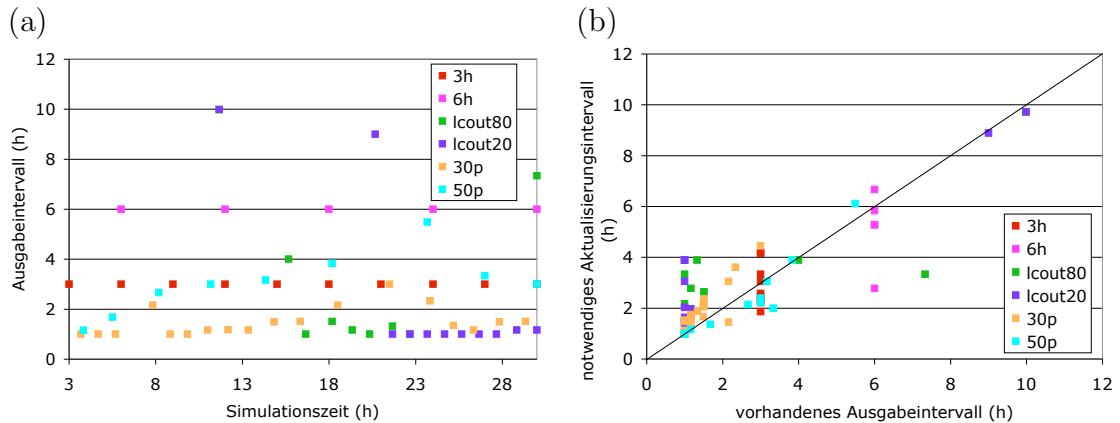 (a)
12
10
8
6
4
2
0
3
8
13
18
23
28
Ausgabeintervall (h)
Simulationszeit (h)
3h
6h
lcout80
lcout20
30p
50p
(b)
12
10
8
6
4
2
0
0
2
4
6
8
10
12
notwendiges Aktualisierungsintervall
(h)
vorhandenes Ausgabeintervall (h)
3h
6h
lcout80
lcout20
30p
50p